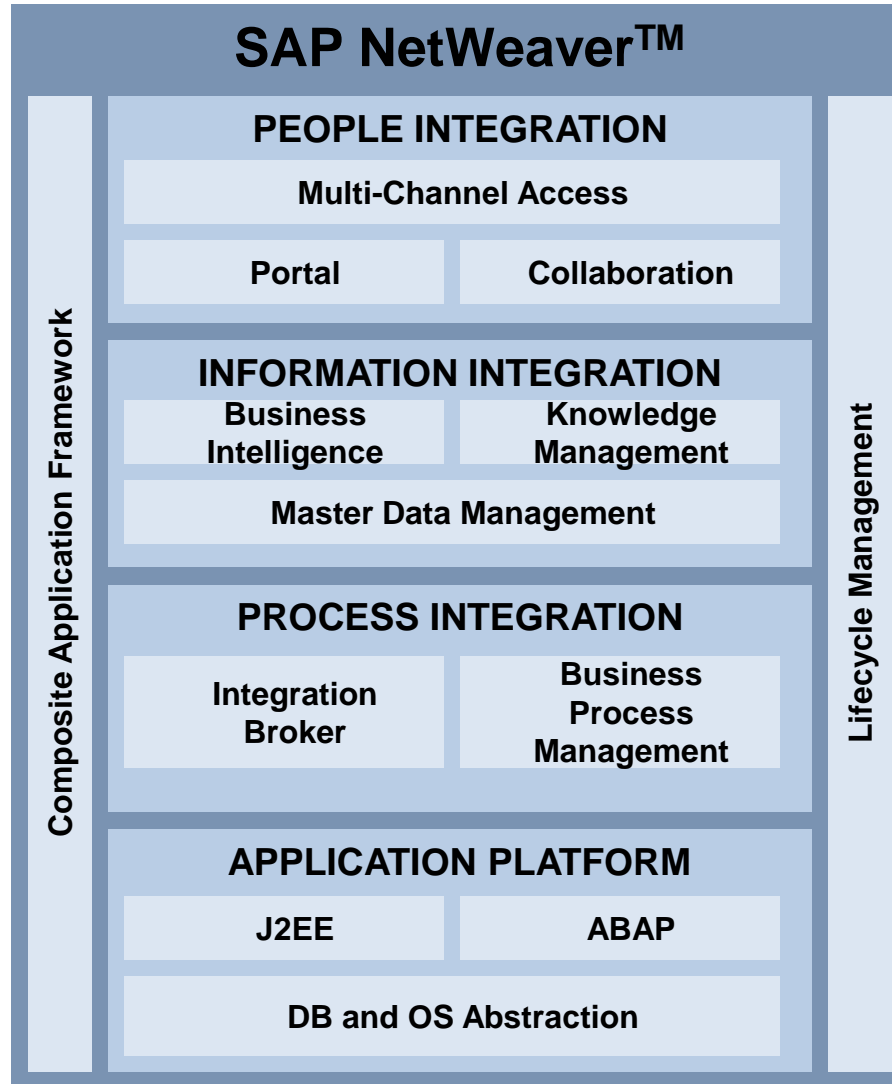 SAP NetWeaver™
PEOPLE INTEGRATION
Multi-Channel Access
Portal
Collaboration
INFORMATION INTEGRATION
Business
Intelligence
Knowledge
Management
Master Data Management
PROCESS INTEGRATION
Integration
Broker
Business
Process
Management
APPLICATION PLATFORM
J2EE
ABAP
DB and OS Abstraction
Composite Application Framework
Lifecycle Management